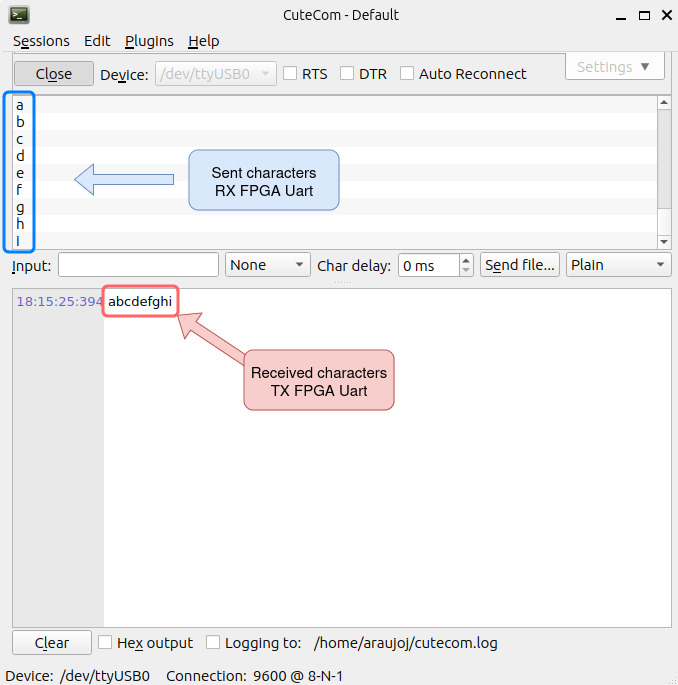 CuteCom - Default
Sessions Edit Plugins Help
Close Device: /dev/ttyUSB0 RTS DTR Auto Reconnect Settings
a
b
c
d
e
f
g
h
i
Sent characters
RX FPGA Uart
Input: None Char delay: 0 ms Send file... Plain
18:15:25:394 abcdefghi
Received characters
TX FPGA Uart
Clear Hex output Logging to: /home/araujoj/cutecom.log
Device: /dev/ttyUSB0 Connection: 9600 @ 8-N-1